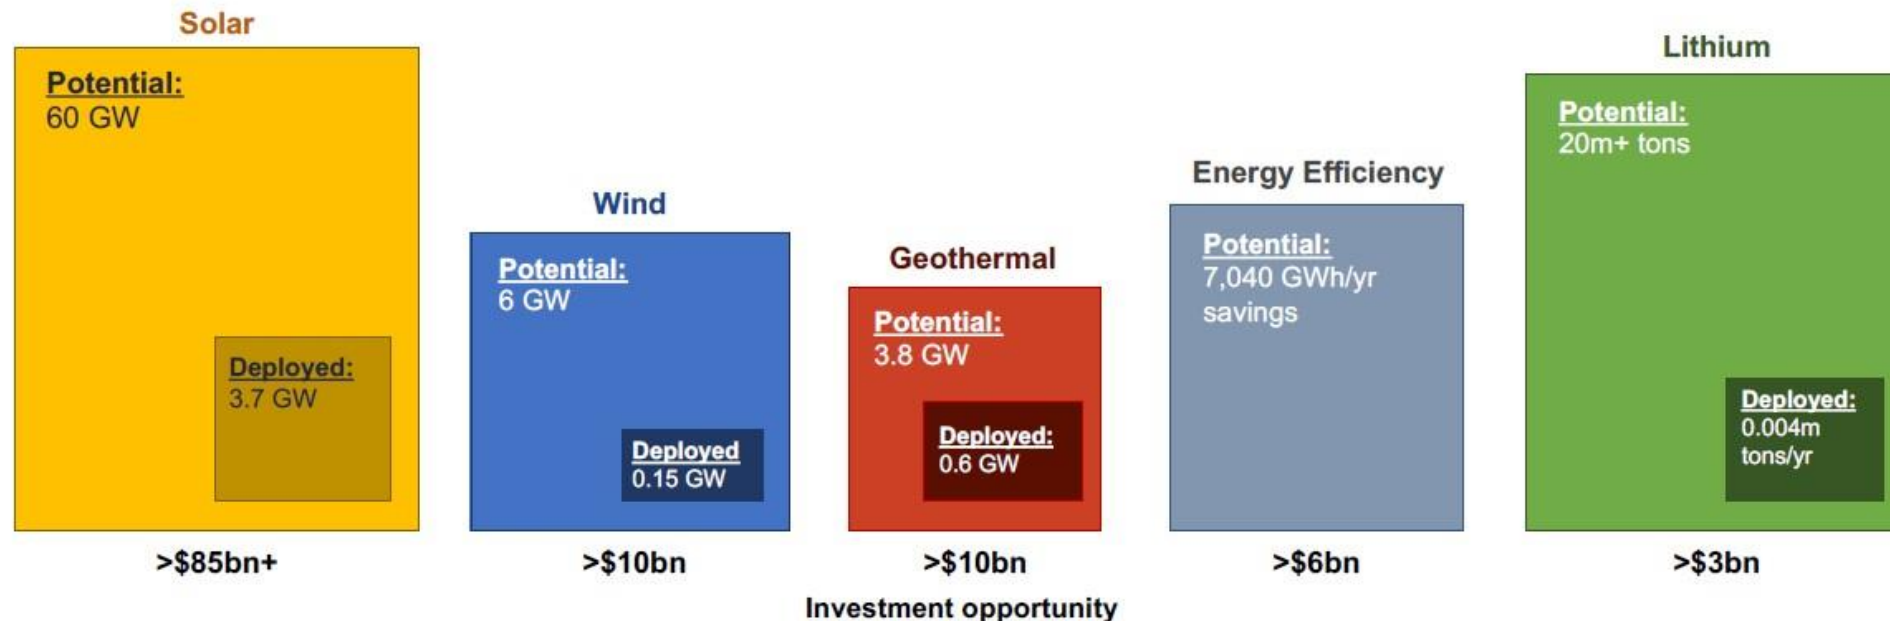 Solar
Potential:
60 GW
Deployed:
3.7 GW
>$85bn+
Wind
Potential:
6 GW
Deployed
0.15 GW
>$10bn
Geothermal
Potential:
3.8 GW
Deployed:
0.6 GW
>$10bn
Energy Efficiency
Potential:
7,040 GWh/yr
savings
>$6bn
Lithium
Potential:
20m+ tons
Deployed:
0.004m
tons/yr
>$3bn
Investment opportunity